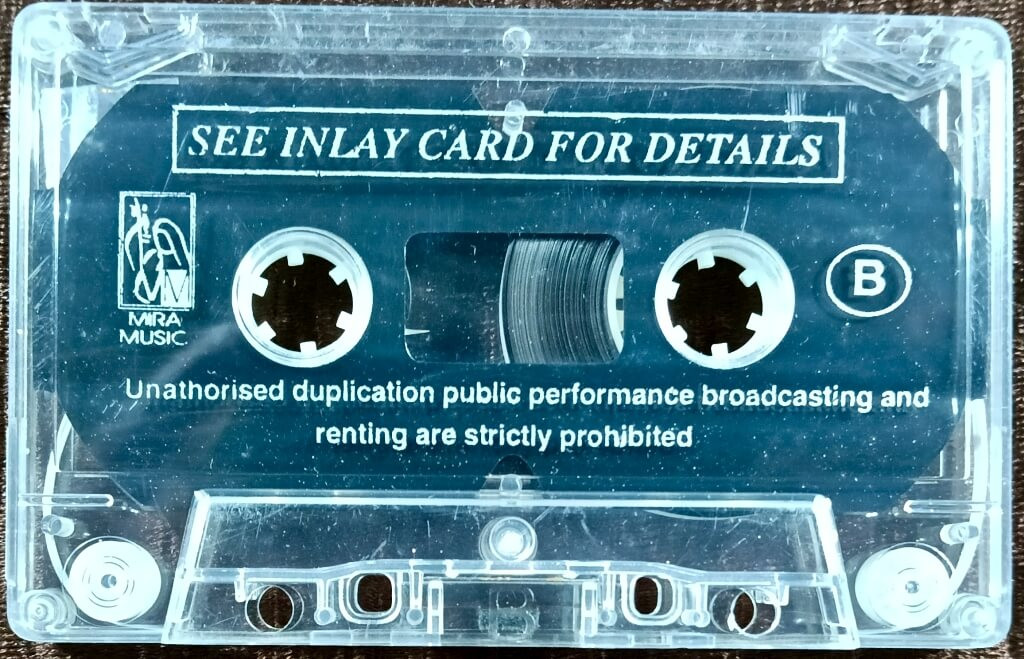 SEE INLAY CARD FOR DETAILS
MIRA
MUSIC
B
Unathorised duplication public performance broadcasting and
renting are strictly prohibited